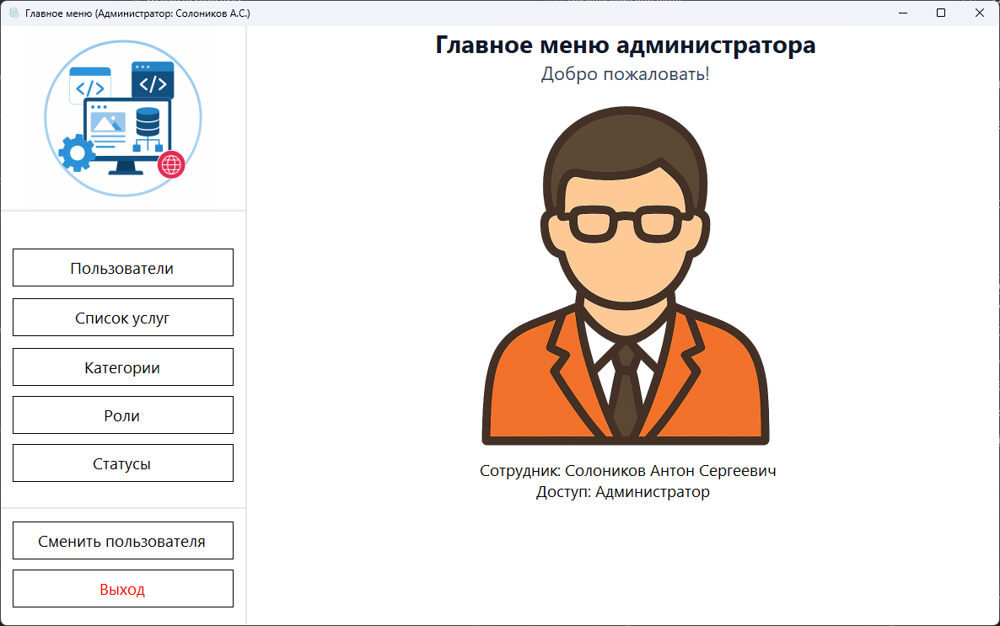 Главное меню (Администратор: Солоников А.С.)
Главное меню администратора
Добро пожаловать!
Пользователи
Список услуг
Категории
Роли
Статусы
Сменить пользователя
Выход
Сотрудник: Солоников Антон Сергеевич
Доступ: Администратор